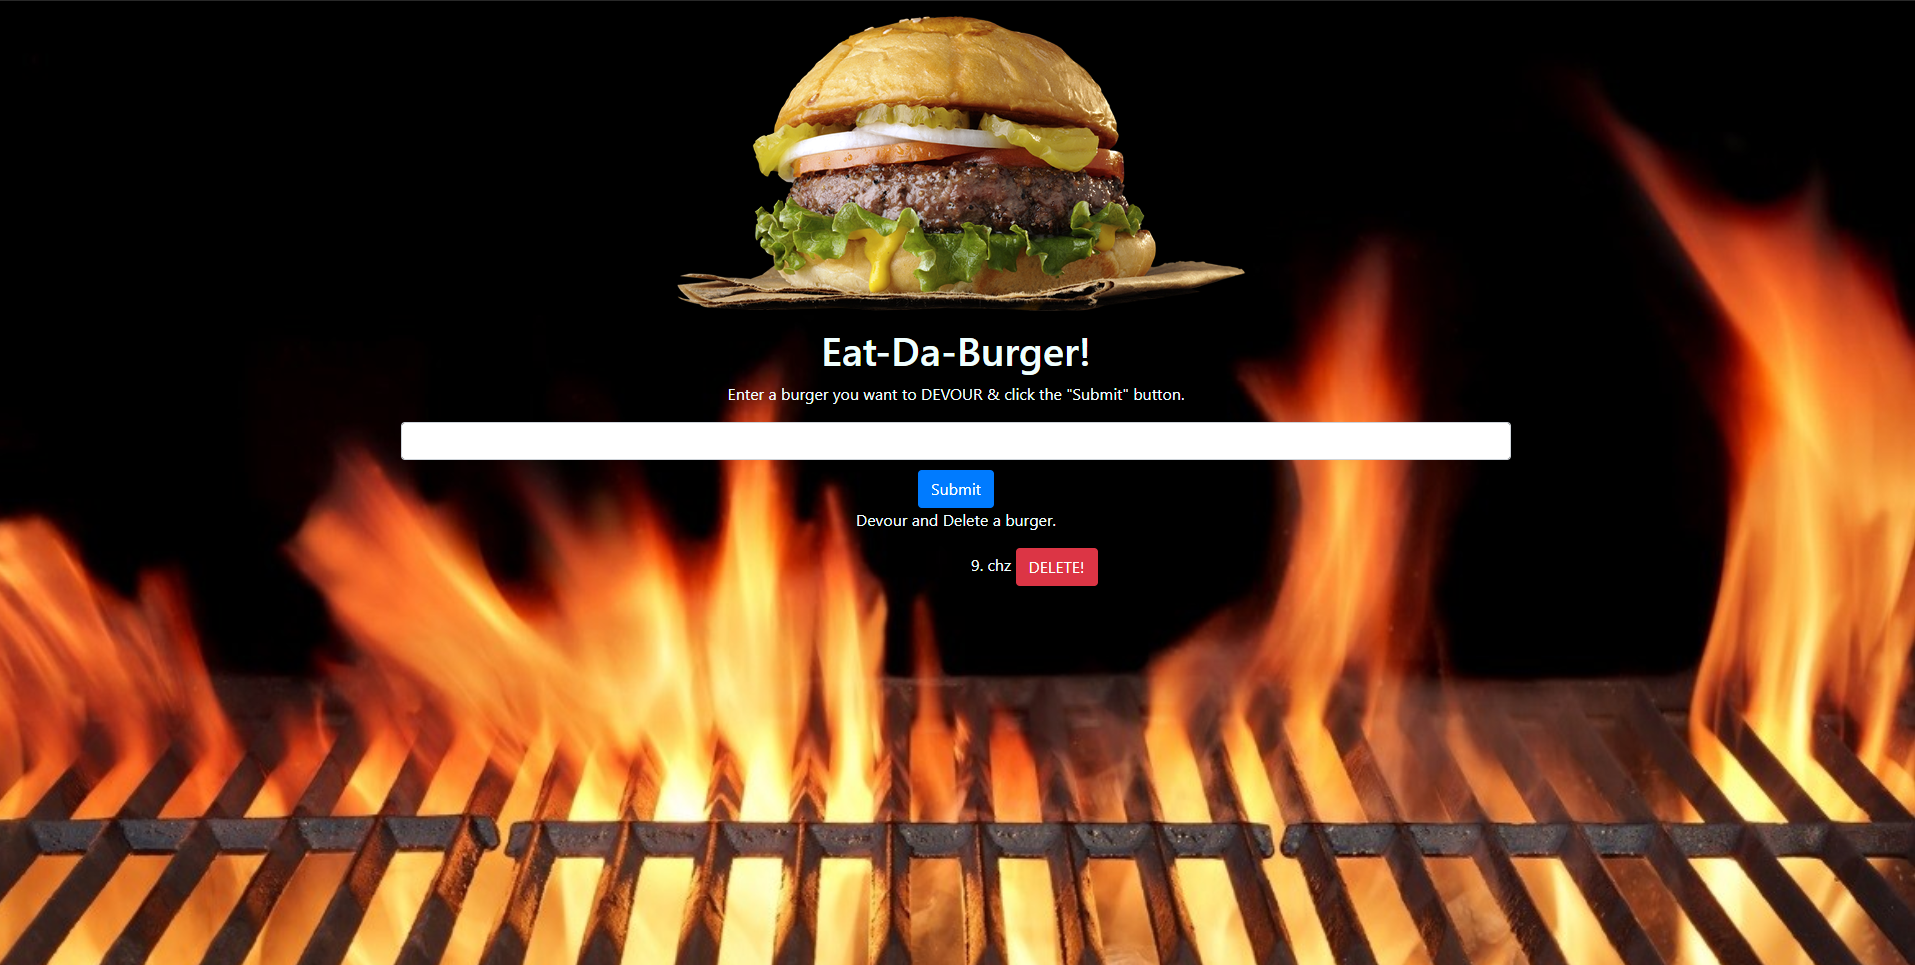 Eat-Da-Burger!
Enter a burger you want to DEVOUR & click the "Submit" button.
Submit
Devour and Delete a burger.
9. chz DELETE!